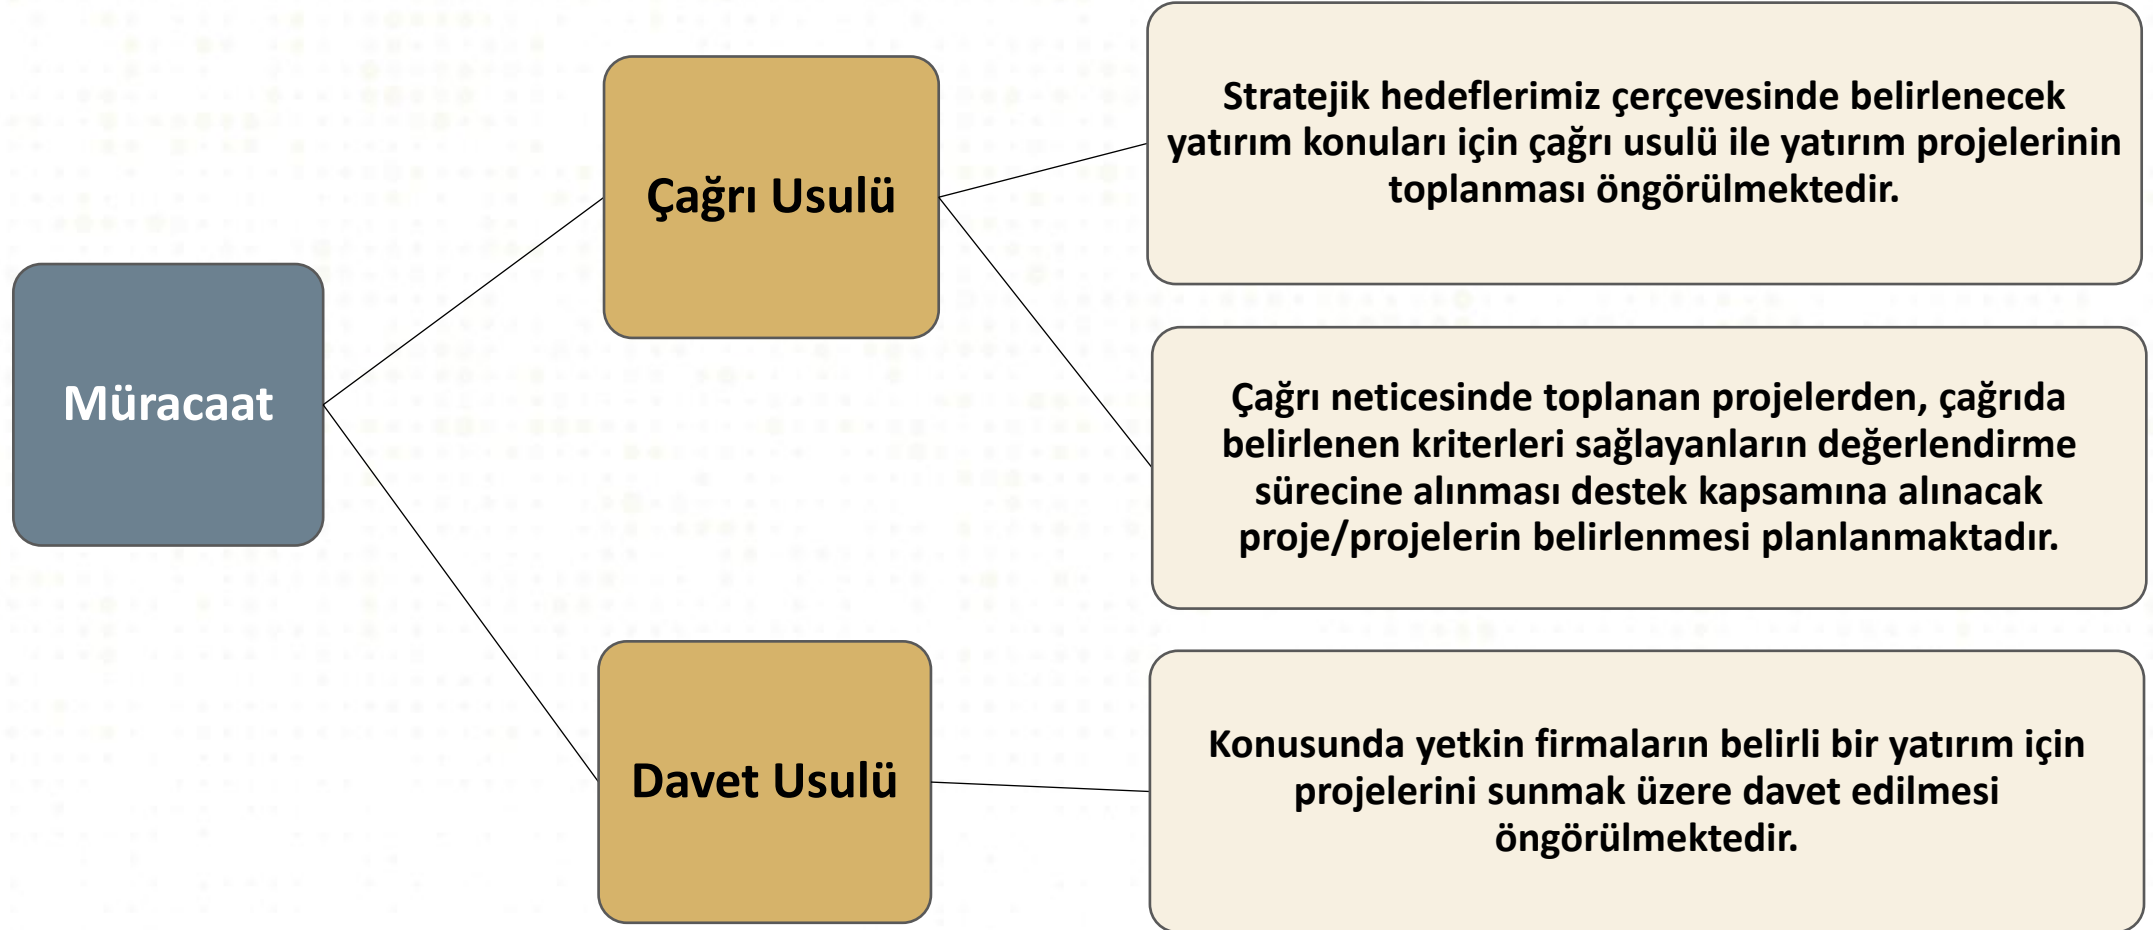 Müracaat
Çağrı Usulü
Stratejik hedeflerimiz çerçevesinde belirlenecek
yatırım konuları için çağrı usulü ile yatırım projelerinin
toplanması öngörülmektedir.
Çağrı neticesinde toplanan projelerden, çağrıda
belirlenen kriterleri sağlayanların değerlendirme
sürecine alınması destek kapsamına alınacak
proje/projelerin belirlenmesi planlanmaktadır.
Davet Usulü
Konusunda yetkin firmaların belirli bir yatırım için
projelerini sunmak üzere davet edilmesi
öngörülmektedir.